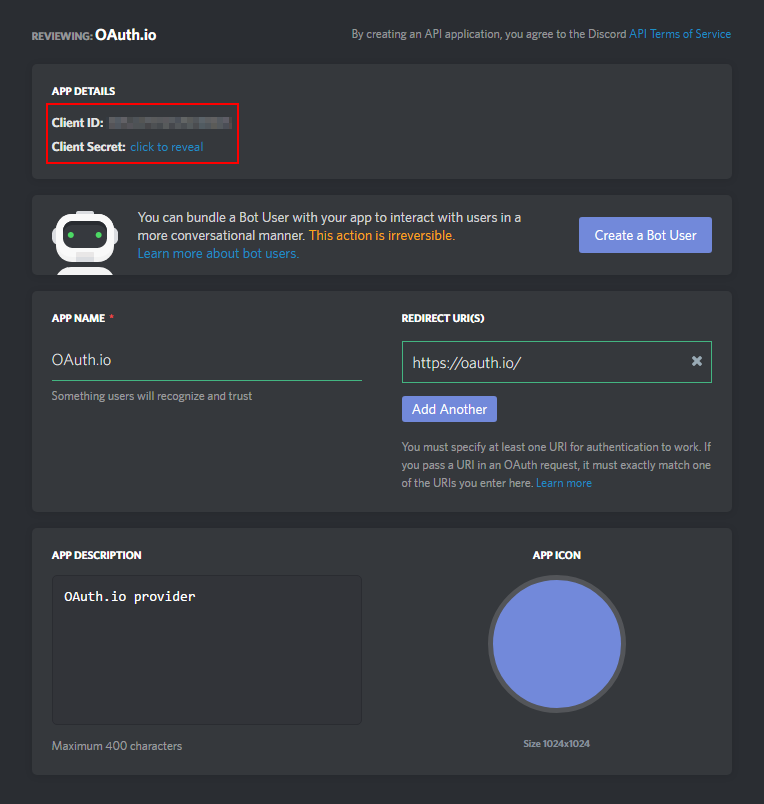 REVIEWING: OAuth.io
By creating an API application, you agree to the Discord API Terms of Service
APP DETAILS
Client ID:
Client Secret: click to reveal
You can bundle a Bot User with your app to interact with users in a
more conversational manner. This action is irreversible.
Learn more about bot users.
Create a Bot User
APP NAME *
OAuth.io
Something users will recognize and trust
REDIRECT URI(S)
https://oauth.io/
Add Another
You must specify at least one URI for authentication to work. If
you pass a URI in an OAuth request, it must exactly match one
of the URIs you enter here. Learn more
APP DESCRIPTION
OAuth.io provider
Maximum 400 characters
APP ICON
Size 1024x1024